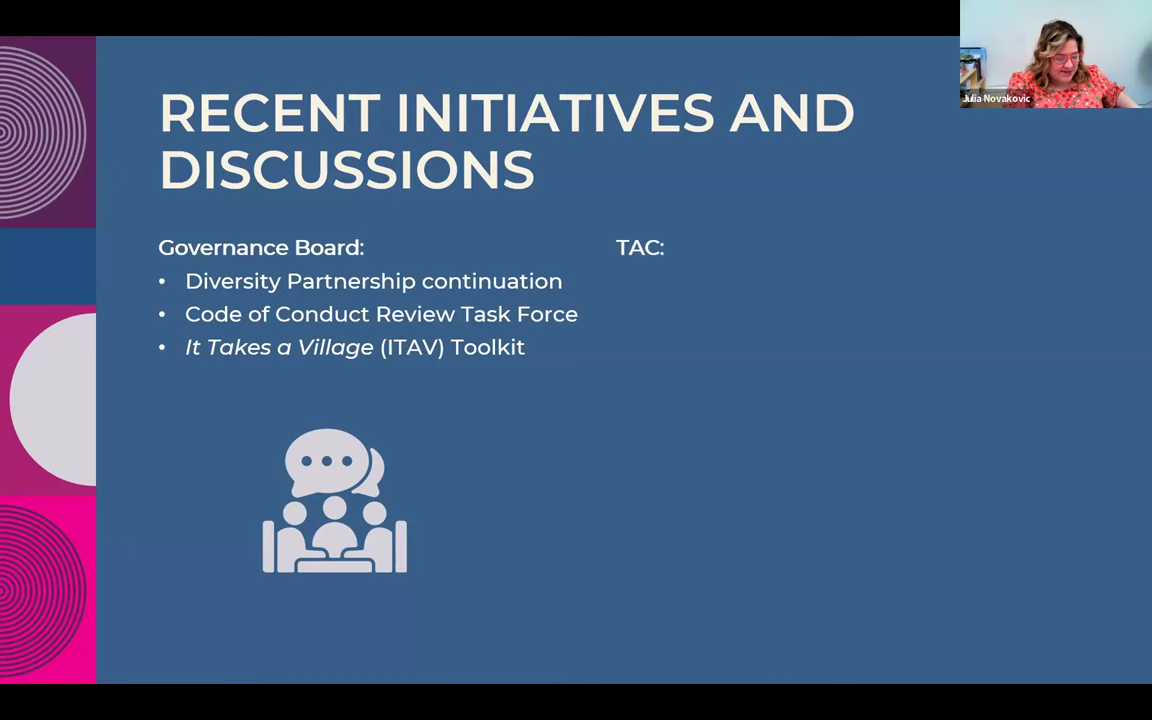 RECENT INITIATIVES AND
DISCUSSIONS
Governance Board:
• Diversity Partnership continuation
• Code of Conduct Review Task Force
• It Takes a Village (ITAV) Toolkit
TAC:
Julia Novakovic